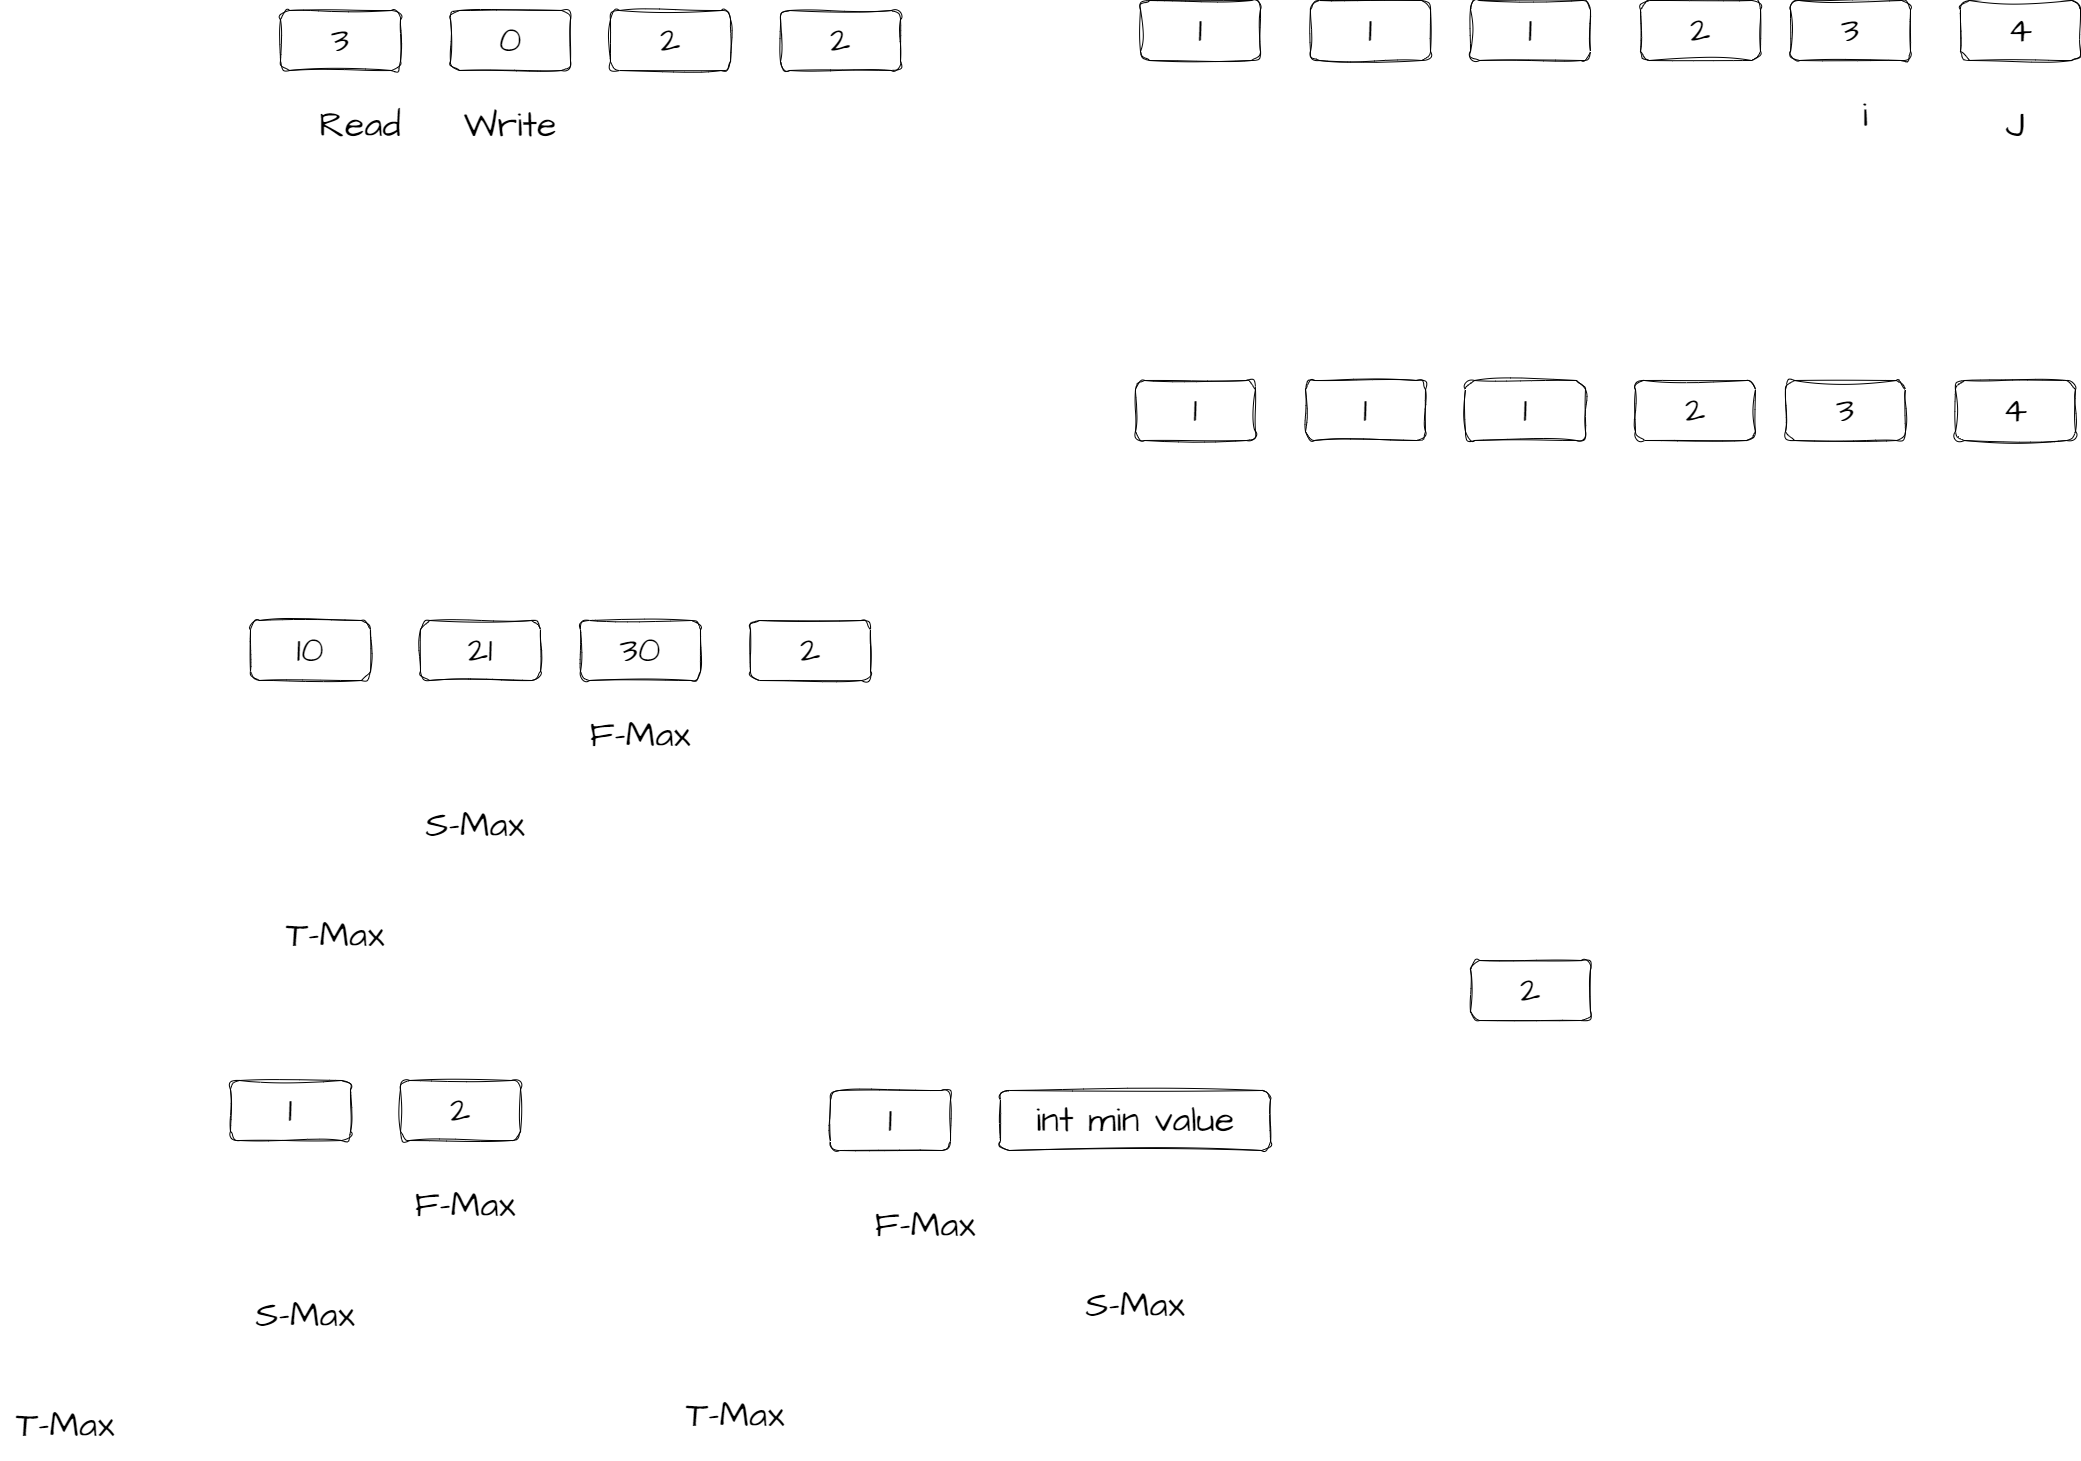 3 0 2 2
Read Write
1 1 1 2 3 4
i J
1 1 1 2 3 4
10 21 30 2
F-Max
S-Max
T-Max
2
1 2
F-Max
S-Max
T-Max
1 int min value
F-Max
S-Max
T-Max